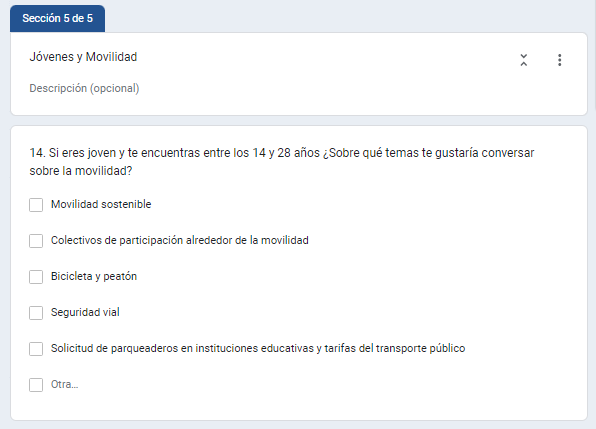 Sección 5 de 5
Jóvenes y Movilidad
Descripción (opcional)
14. Si eres joven y te encuentras entre los 14 y 28 años ¿Sobre qué temas te gustaría conversar
sobre la movilidad?
Movilidad sostenible
Colectivos de participación alrededor de la movilidad
Bicicleta y peatón
Seguridad vial
Solicitud de parqueaderos en instituciones educativas y tarifas del transporte público
Otra...